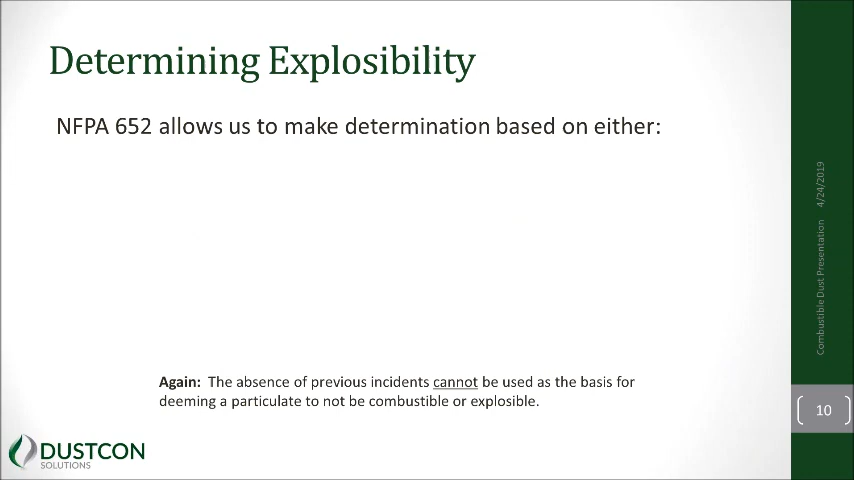 Determining Explosibility
NFPA 652 allows us to make determination based on either:
Again: The absence of previous incidents cannot be used as the basis for
deeming a particulate to not be combustible or explosible.
Combustible Dust Presentation 4/24/2019
10
DUSTCON
SOLUTIONS